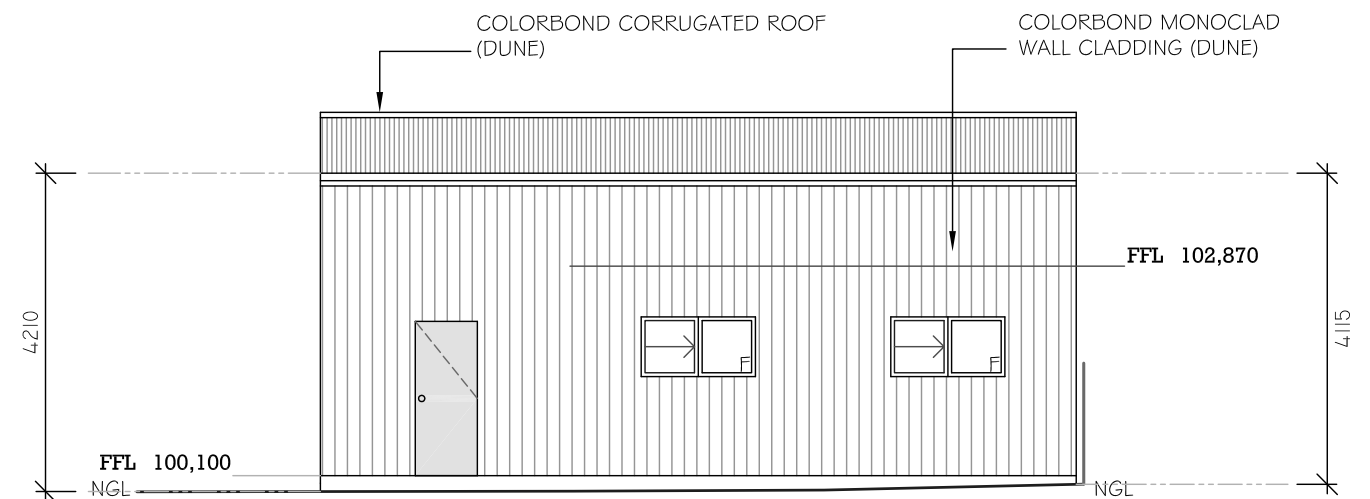 COLORBOND CORRUGATED ROOF
(DUNE)
COLORBOND MONOCLAD
WALL CLADDING (DUNE)
FFL 102,870
4210
4115
F
F
FFL 100,100
NGL
NGL